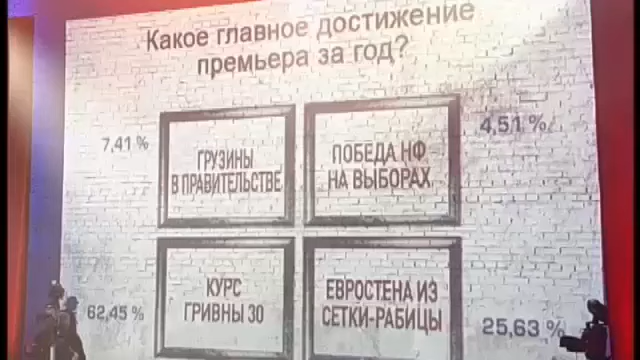 Какое главное достижение
премьера за год?
7,41 %
ГРУЗИНЫ
В ПРАВИТЕЛЬСТВЕ
ПОБЕДА НФ
НА ВЫБОРАХ
4,51 %
62,45 %
КУРС
ГРИВНЫ 30
ЕВРОСТЕНА ИЗ
СЕТКИ-РАБИЦЫ
25,63 %